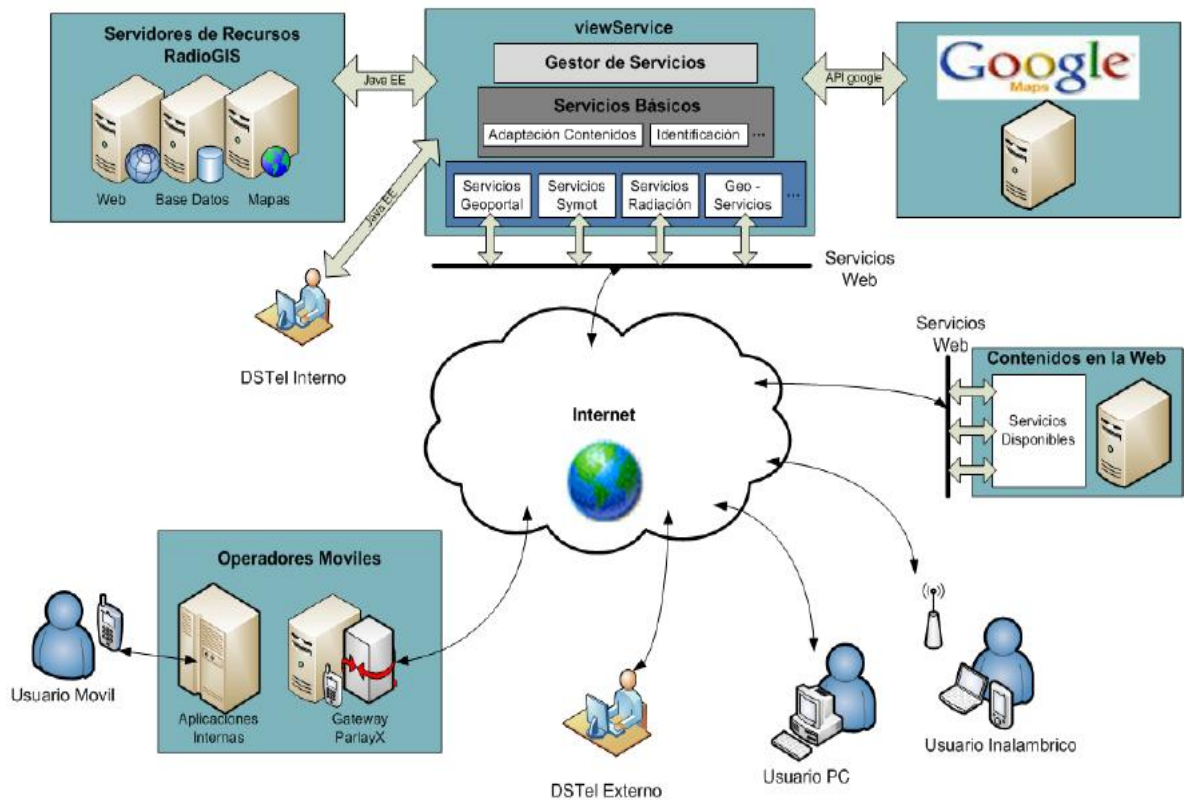 Servidores de Recursos
RadioGIS
Web
Base Datos
Mapas
Java EE
viewService
Gestor de Servicios
Servicios Básicos
Adaptación Contenidos
Identificación
...
Servicios
Geoportal
Servicios
Symot
Servicios
Radiación
Geo -
Servicios
...
API google
Google
Maps
Java EE
DSTel Interno
Servicios
Web
Internet
Servicios
Web
Contenidos en la Web
Servicios
Disponibles
Operadores Moviles
Usuario Movil
Aplicaciones
Internas
Gateway
ParlayX
DSTel Externo
Usuario PC
Usuario Inalambrico